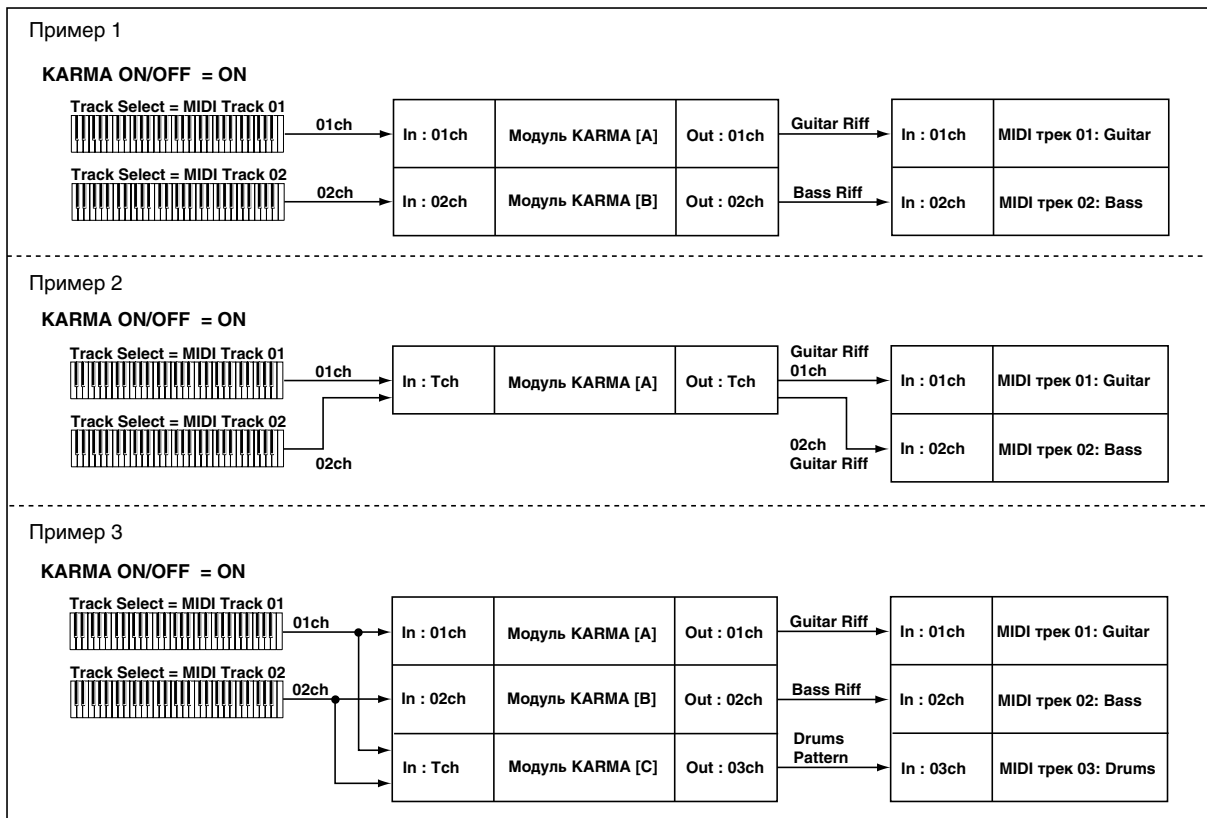 Пример 1
KARMA ON/OFF = ON
Track Select = MIDI Track 01
01ch
In : 01ch
Модуль KARMA [A]
Out : 01ch
Guitar Riff
In : 01ch
MIDI трек 01: Guitar
Track Select = MIDI Track 02
02ch
In : 02ch
Модуль KARMA [B]
Out : 02ch
Bass Riff
In : 02ch
MIDI трек 02: Bass
Пример 2
KARMA ON/OFF = ON
Track Select = MIDI Track 01
01ch
In : Tch
Модуль KARMA [A]
Out : Tch
Guitar Riff
01ch
In : 01ch
MIDI трек 01: Guitar
Track Select = MIDI Track 02
02ch
02ch
Guitar Riff
In : 02ch
MIDI трек 02: Bass
Пример 3
KARMA ON/OFF = ON
Track Select = MIDI Track 01
01ch
In : 01ch
Модуль KARMA [A]
Out : 01ch
Guitar Riff
In : 01ch
MIDI трек 01: Guitar
Track Select = MIDI Track 02
02ch
In : 02ch
Модуль KARMA [B]
Out : 02ch
Bass Riff
In : 02ch
MIDI трек 02: Bass
In : Tch
Модуль KARMA [C]
Out : 03ch
Drums
Pattern
In : 03ch
MIDI трек 03: Drums